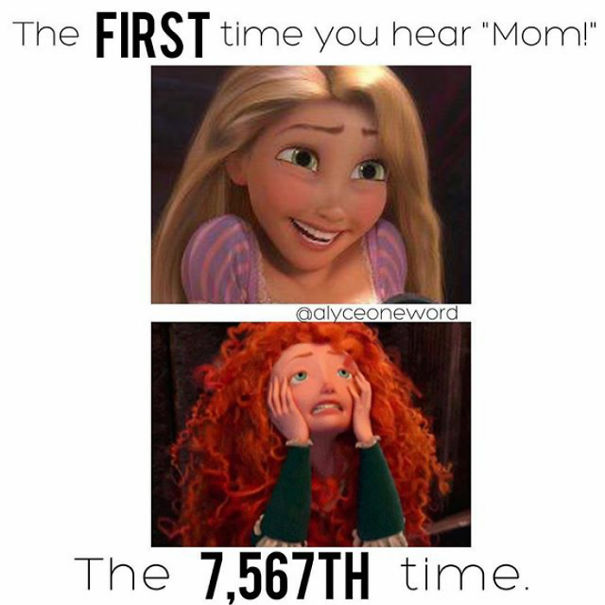 The FIRST time you hear "Mom!"
@alyceoneword
The 7,567TH time.